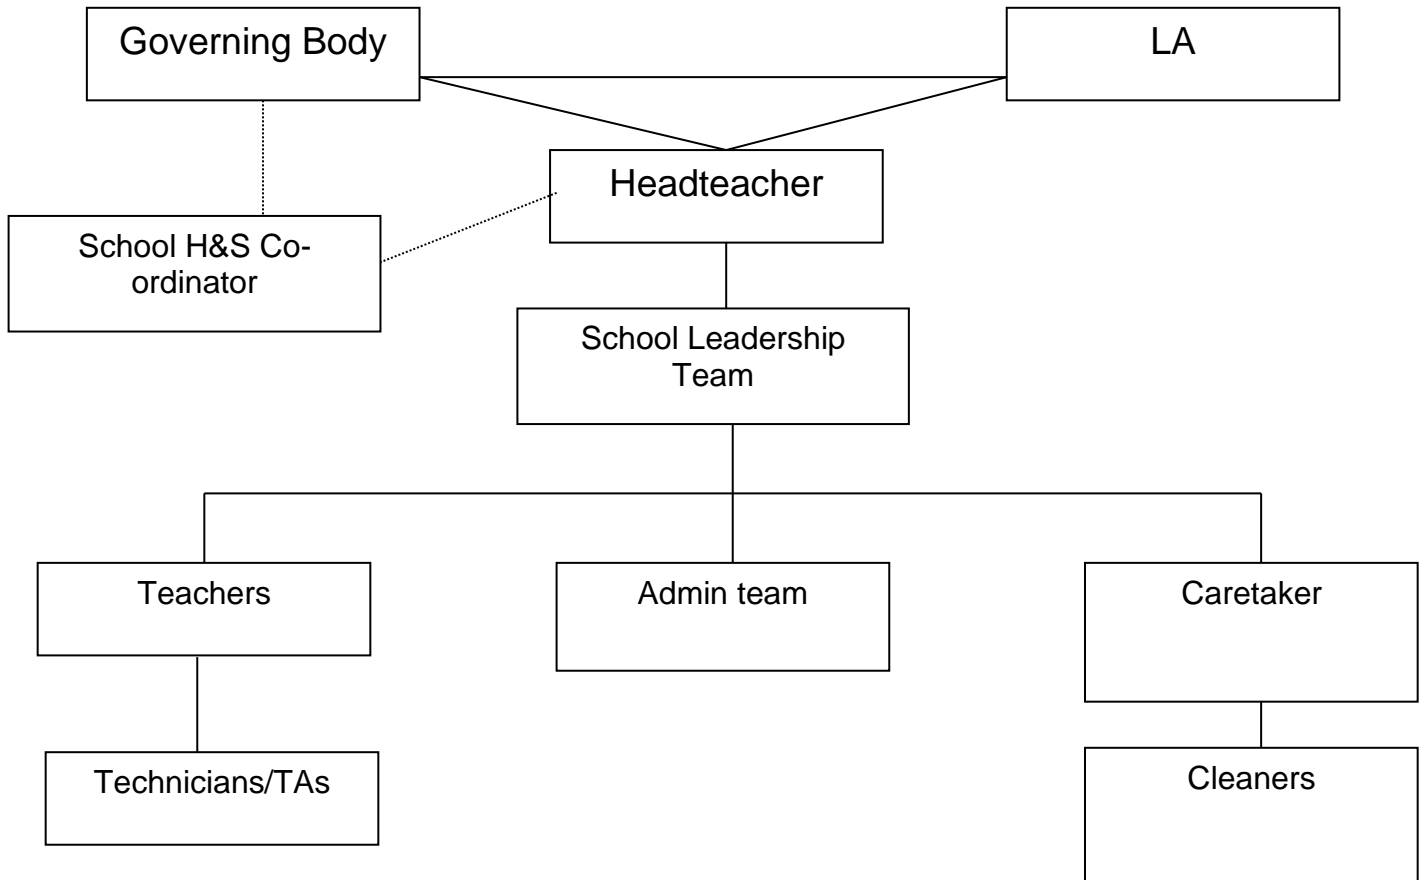 Governing Body
LA
Headteacher
School H&S Co-
ordinator
School Leadership
Team
Teachers
Admin team
Caretaker
Technicians/TAs
Cleaners